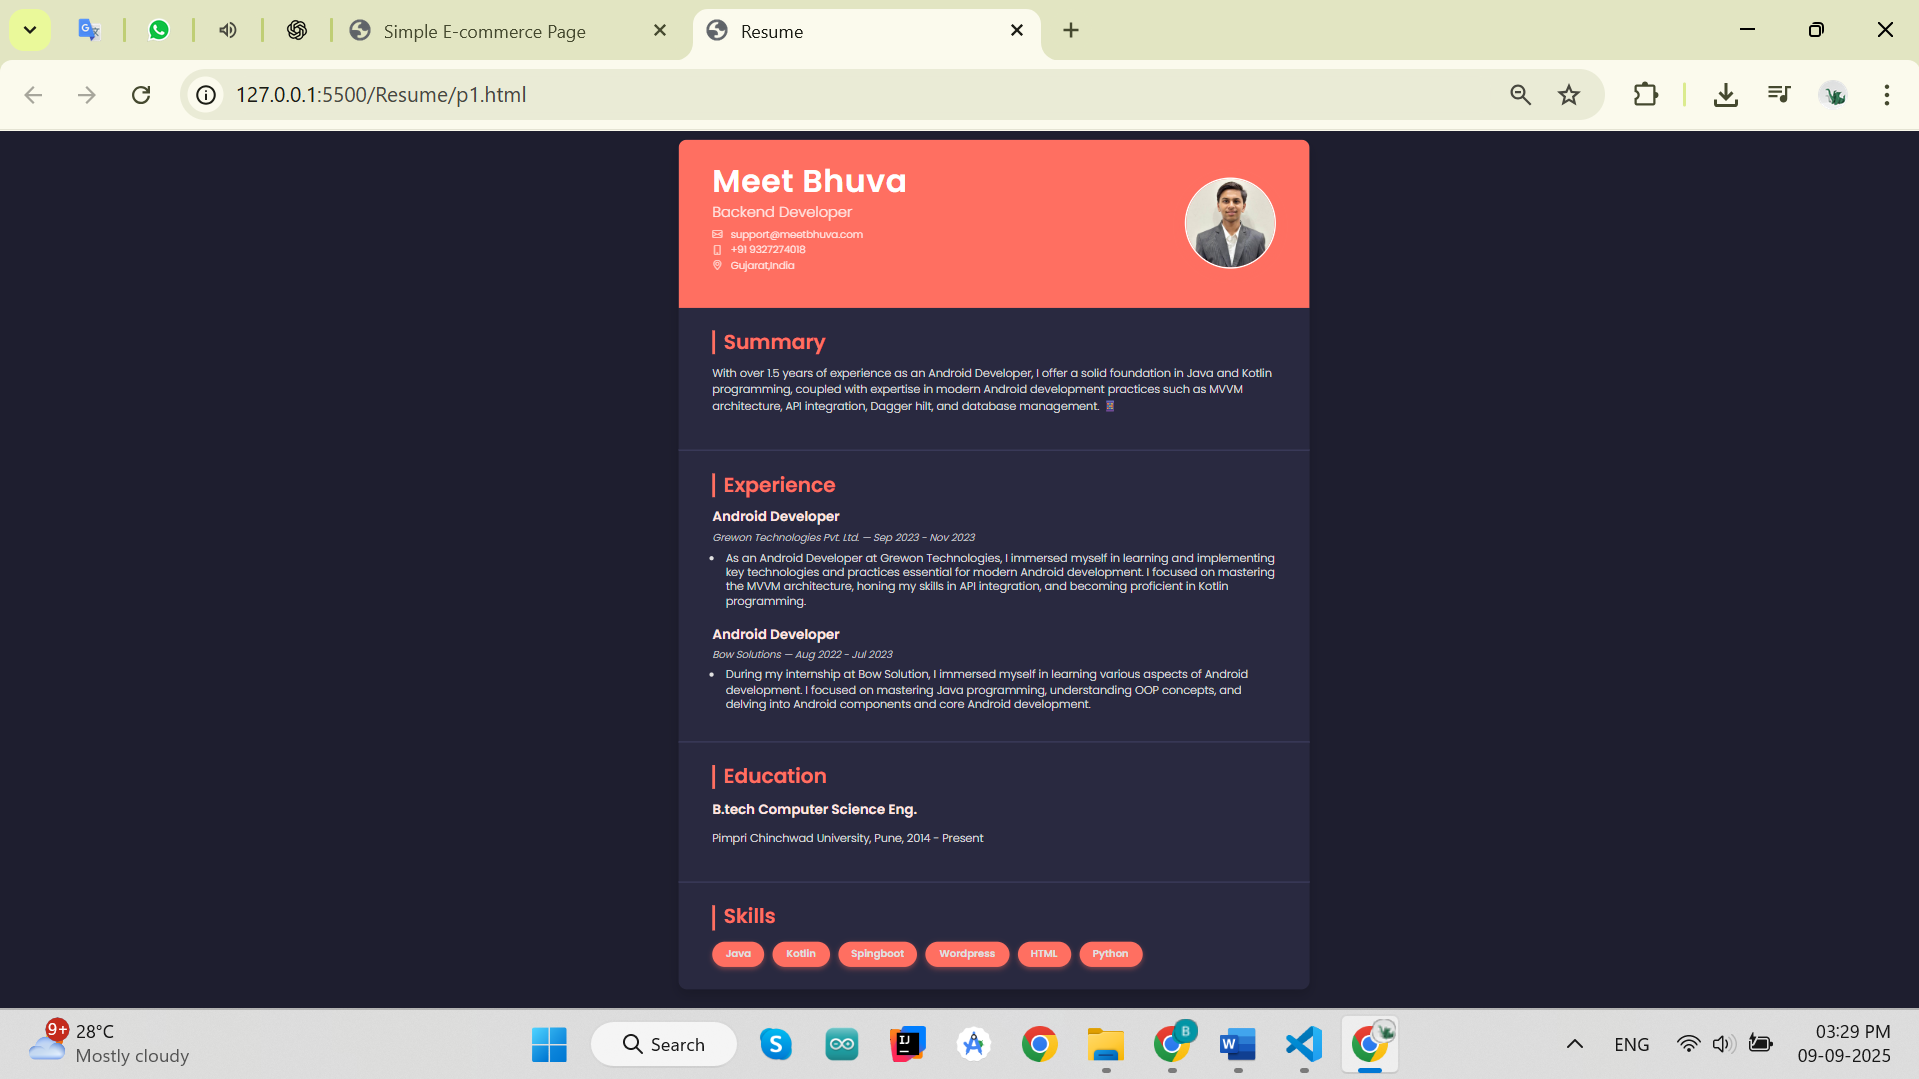 Simple E-commerce Page
Resume
127.0.0.1:5500/Resume/p1.html
Meet Bhuva
Backend Developer
support@meetbhuva.com
+91 9327274018
Gujarat,India
Summary
With over 1.5 years of experience as an Android Developer, I offer a solid foundation in Java and Kotlin
programming, coupled with expertise in modern Android development practices such as MVVM
architecture, API integration, Dagger hilt, and database management.
Experience
Android Developer
Grewon Technologies Pvt. Ltd. — Sep 2023 - Nov 2023
• As an Android Developer at Grewon Technologies, I immersed myself in learning and implementing
key technologies and practices essential for modern Android development. I focused on mastering
the MVVM architecture, honing my skills in API integration, and becoming proficient in Kotlin
programming.
Android Developer
Bow Solutions — Aug 2022 - Jul 2023
• During my internship at Bow Solution, I immersed myself in learning various aspects of Android
development. I focused on mastering Java programming, understanding OOP concepts, and
delving into Android components and core Android development.
Education
B.tech Computer Science Eng.
Pimpri Chinchwad University, Pune, 2014 - Present
Skills
Java Kotlin Spingboot Wordpress HTML Python
9+
28°C
Mostly cloudy
Search
IJ
B
W
S
ENG
03:29 PM
09-09-2025